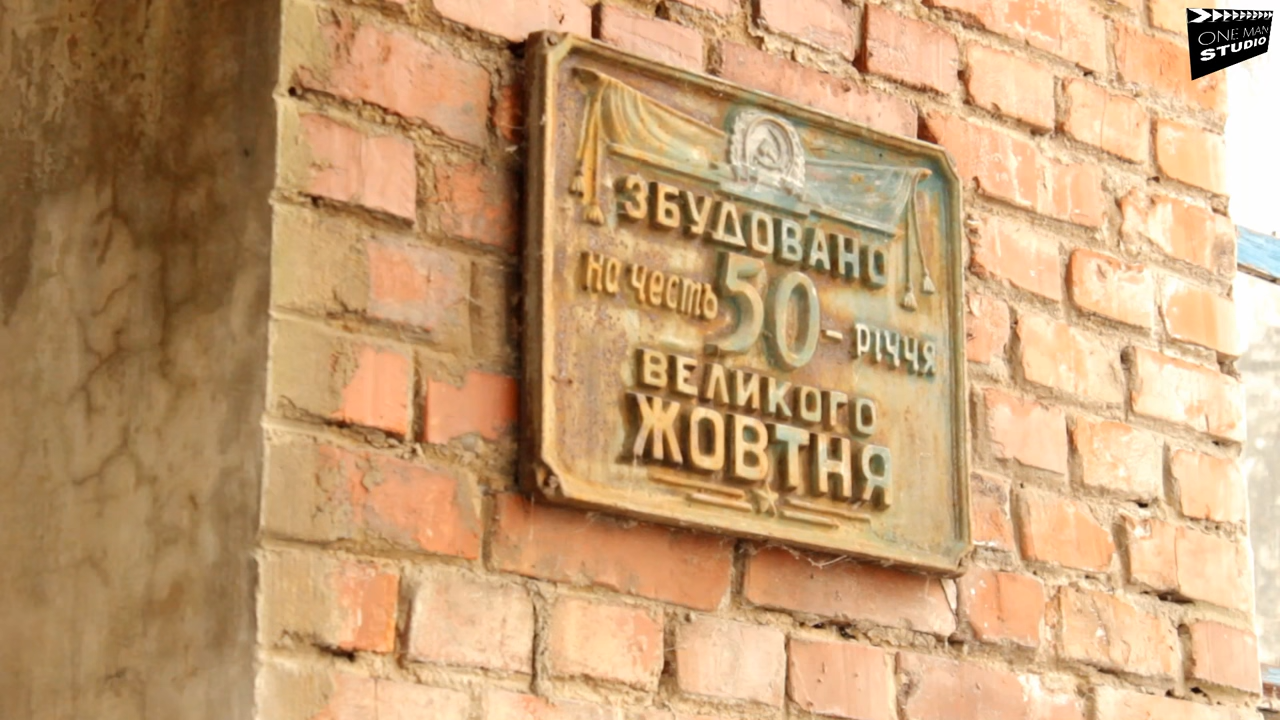 ONE MAN
STUDIO
ЗБУДОВАНО
на честь 50 - річчя
ВЕЛИКОГО
ЖОВТНЯ